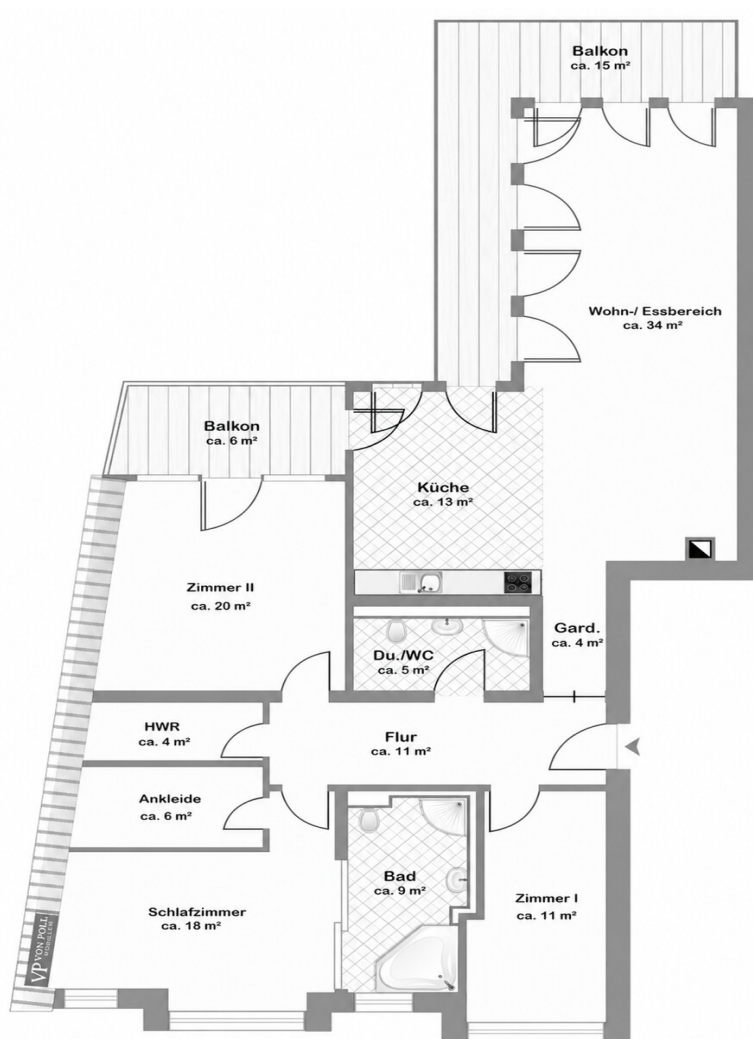 Balkon
ca. 15 m²
Wohn-/ Essbereich
ca. 34 m²
Balkon
ca. 6 m²
Küche
ca. 13 m²
Zimmer II
ca. 20 m²
Gard.
ca. 4 m²
Du./WC
ca. 5 m²
HWR
ca. 4 m²
Flur
ca. 11 m²
Ankleide
ca. 6 m²
Bad
ca. 9 m²
Schlafzimmer
ca. 18 m²
Zimmer I
ca. 11 m²
VP VON POLL
IMMOBILIEN